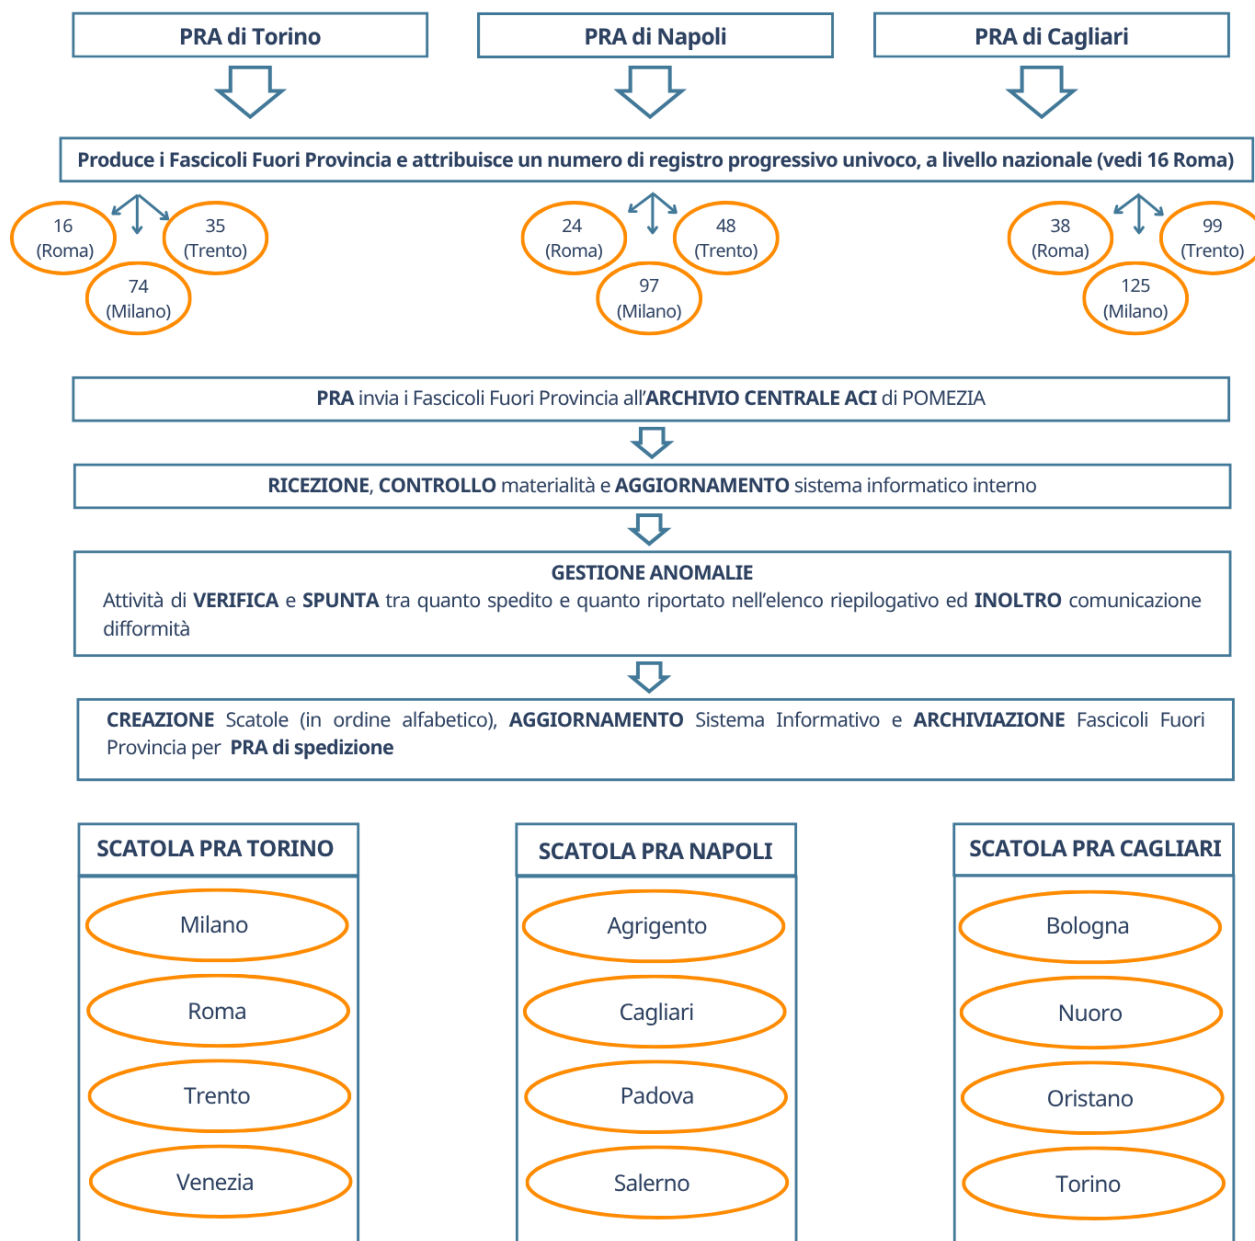 PRA di Torino
PRA di Napoli
PRA di Cagliari
Produce i Fascicoli Fuori Provincia e attribuisce un numero di registro progressivo univoco, a livello nazionale (vedi 16 Roma)
16
(Roma)
35
(Trento)
74
(Milano)
24
(Roma)
48
(Trento)
97
(Milano)
38
(Roma)
99
(Trento)
125
(Milano)
PRA invia i Fascicoli Fuori Provincia all'ARCHIVIO CENTRALE ACI di POMEZIA
RICEZIONE, CONTROLLO materialità e AGGIORNAMENTO sistema informatico interno
GESTIONE ANOMALIE
Attività di VERIFICA e SPUNTA tra quanto spedito e quanto riportato nell'elenco riepilogativo ed INOLTRO comunicazione
difformità
CREAZIONE Scatole (in ordine alfabetico), AGGIORNAMENTO Sistema Informativo e ARCHIVIAZIONE Fascicoli Fuori
Provincia per PRA di spedizione
SCATOLA PRA TORINO
Milano
Roma
Trento
Venezia
SCATOLA PRA NAPOLI
Agrigento
Cagliari
Padova
Salerno
SCATOLA PRA CAGLIARI
Bologna
Nuoro
Oristano
Torino